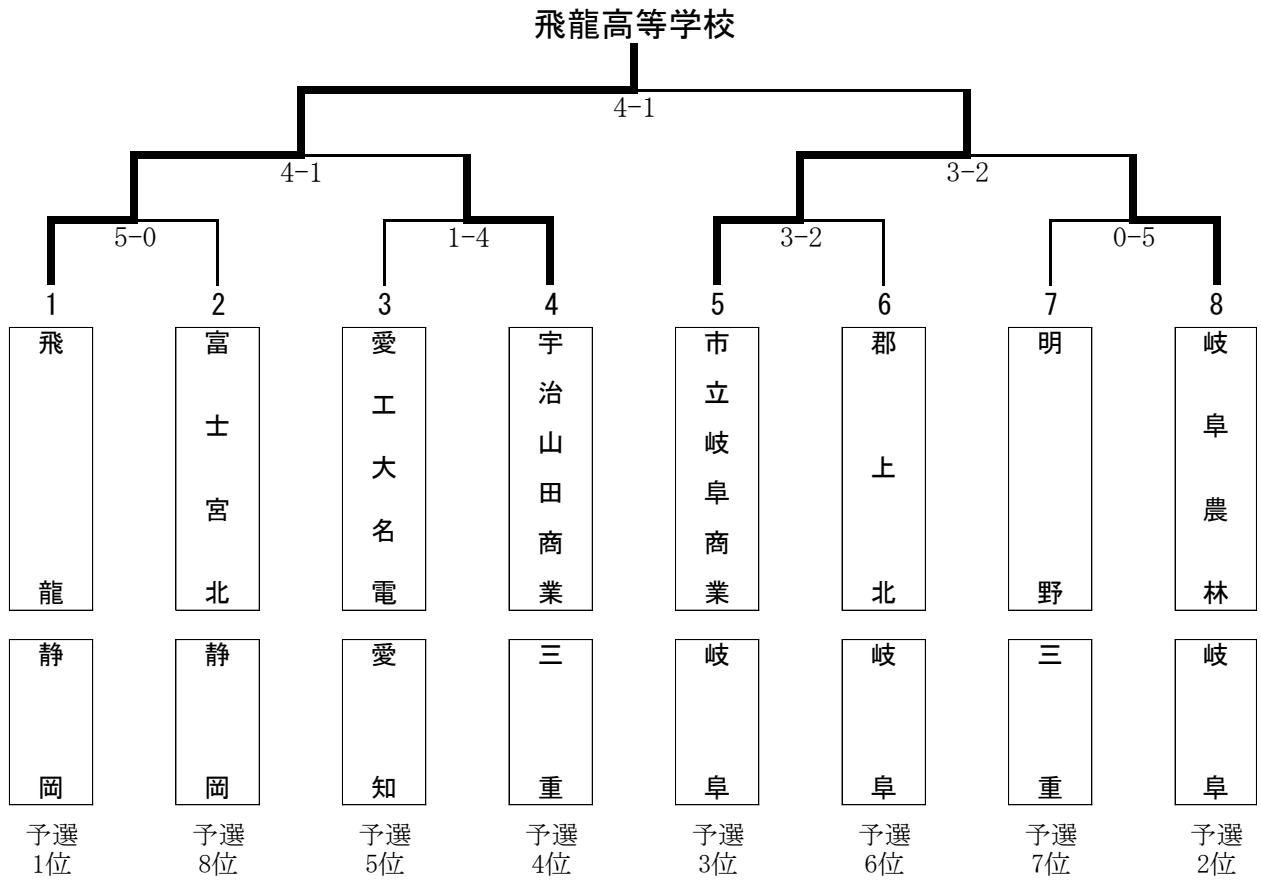 飛龍高等学校
4-1
4-1
3-2
5-0
1-4
3-2
0-5
1
2
3
4
5
6
7
8
飛龍
富士宮北
愛工大名電
宇治山田商業
市立岐阜商業
郡上北
明野
岐阜農林
静岡
静岡
愛知
三重
岐阜
岐阜
三重
岐阜
予選
1位
予選
8位
予選
5位
予選
4位
予選
3位
予選
6位
予選
7位
予選
2位